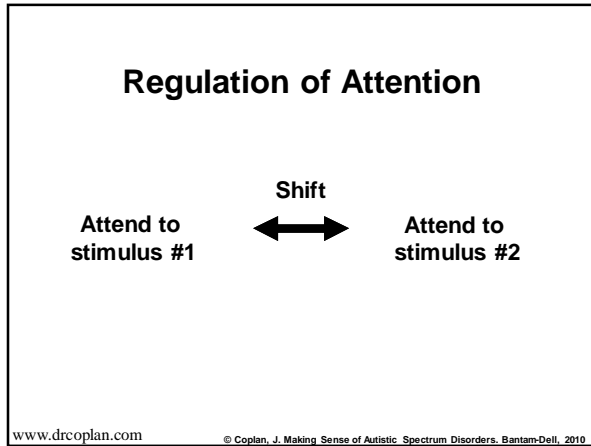 Regulation of Attention
Shift
Attend to
stimulus #1
Attend to
stimulus #2
www.drcoplan.com
© Coplan, J. Making Sense of Autistic Spectrum Disorders. Bantam-Dell, 2010